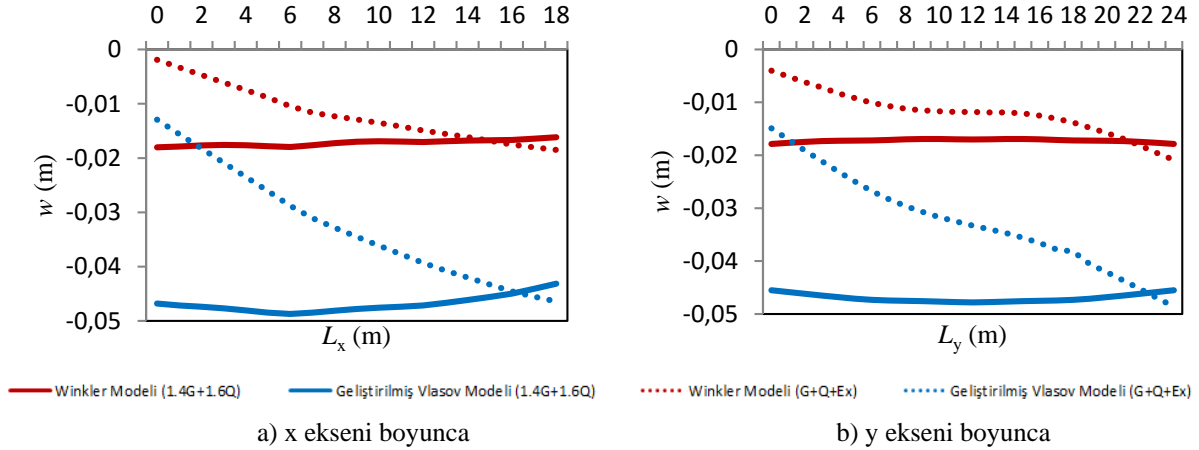 0 2 4 6 8 10 12 14 16 18
0
-0,01
-0,02
-0,03
-0,04
-0,05
w (m)
Lx (m)
0 2 4 6 8 10 12 14 16 18 20 22 24
0
-0,01
-0,02
-0,03
-0,04
-0,05
w (m)
Ly (m)
Winkler Modeli (1.4G+1.6Q) Geliştirilmiş Vlasov Modeli (1.4G+1.6Q) Winkler Modeli (G+Q+Ex) Geliştirilmiş Vlasov Modeli (G+Q+Ex)
a) x ekseni boyunca
b) y ekseni boyunca